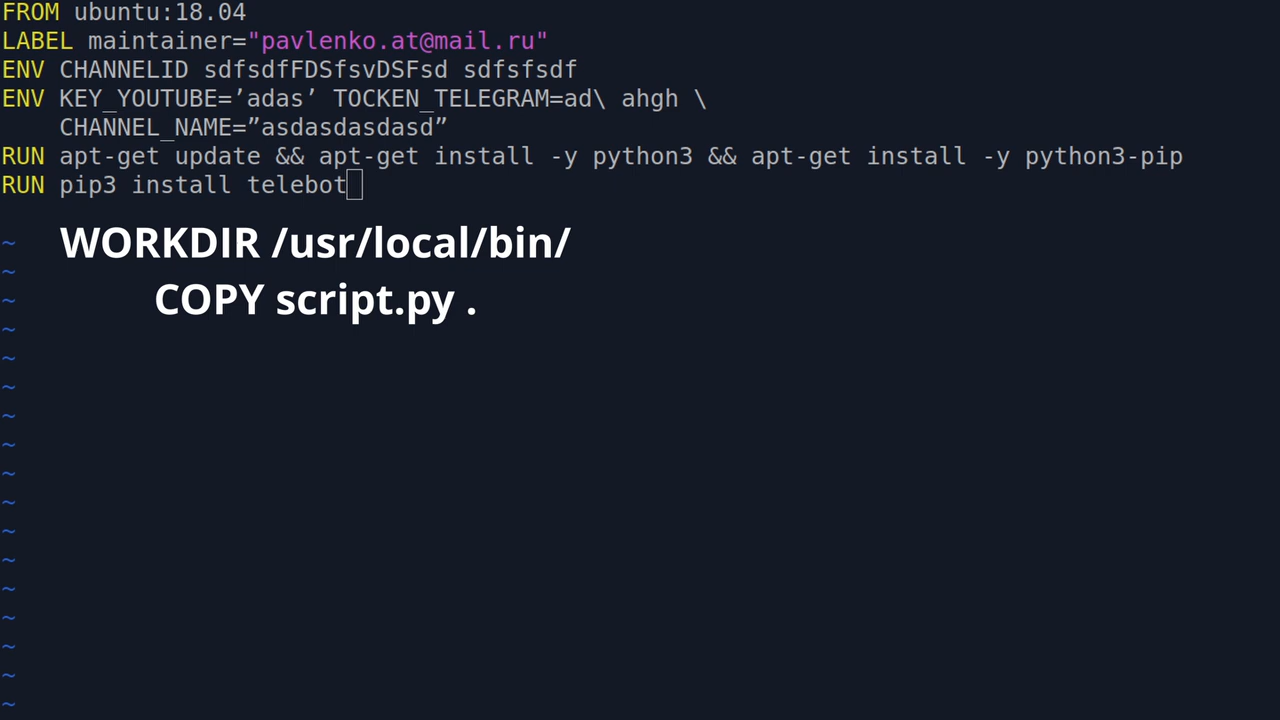 FROM ubuntu:18.04
LABEL maintainer="pavlenko.at@mail.ru"
ENV CHANNELID sdfsdfFDSfsvDSFsd sdfsfsdf
ENV KEY_YOUTUBE=’adas’ TOCKEN_TELEGRAM=ad\ ahgh \
    CHANNEL_NAME=”asdasdasdasd”
RUN apt-get update && apt-get install -y python3 && apt-get install -y python3-pip
RUN pip3 install telebot
~
WORKDIR /usr/local/bin/
~
~
COPY script.py .
~
~
~
~
~
~
~
~
~
~
~
~
~
~